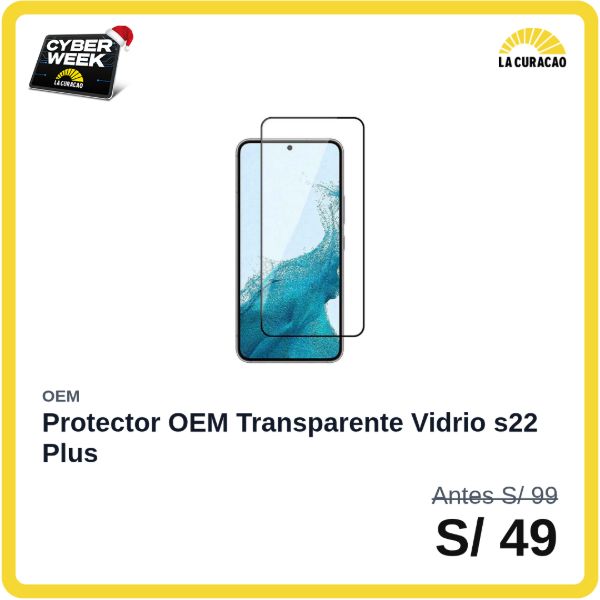 CYBER
WEEK
LA CURACAO
LA CURACAO
OEM
Protector OEM Transparente Vidrio s22
Plus
Antes S/ 99
S/ 49